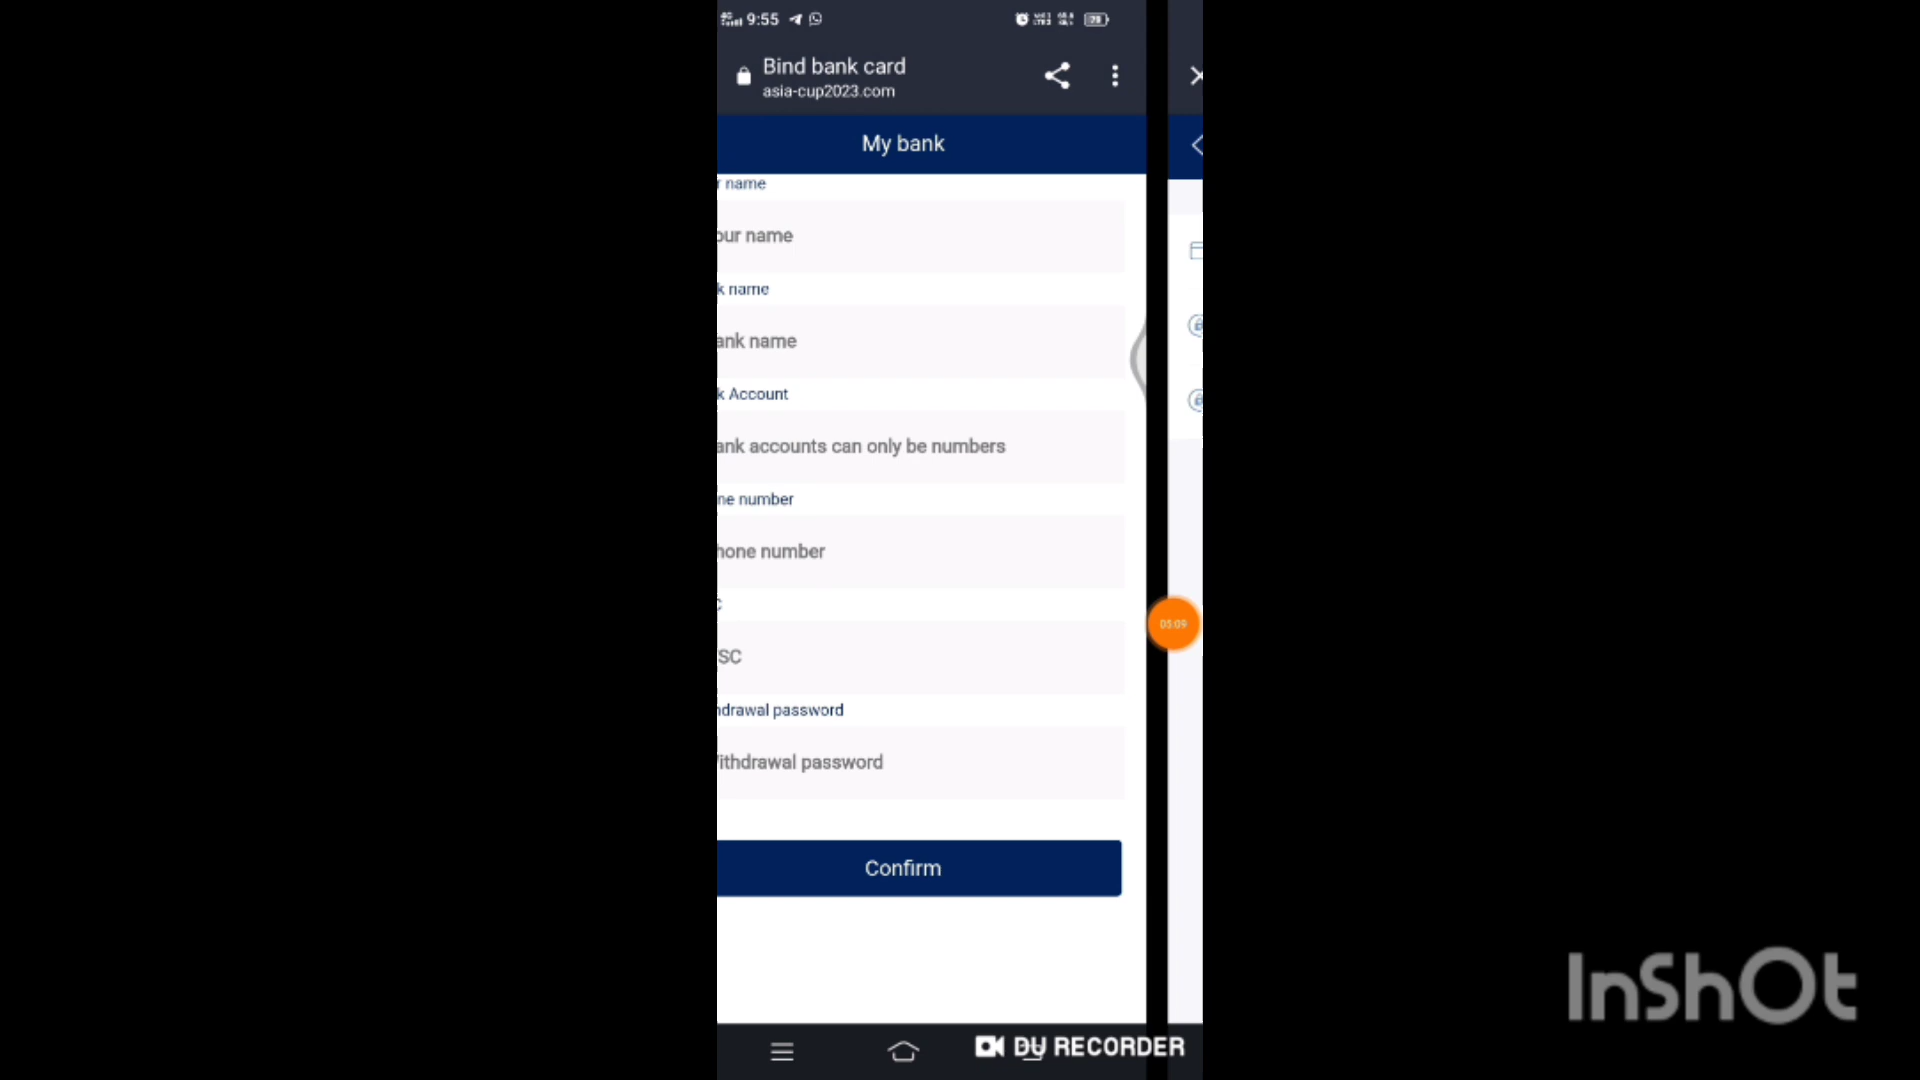 9:55
Bind bank card
asia-cup2023.com
My bank
r name
our name
k name
ank name
k Account
ank accounts can only be numbers
ne number
hone number
SC
hdrawal password
ithdrawal password
05:09
Confirm
DU RECORDER
InShOt